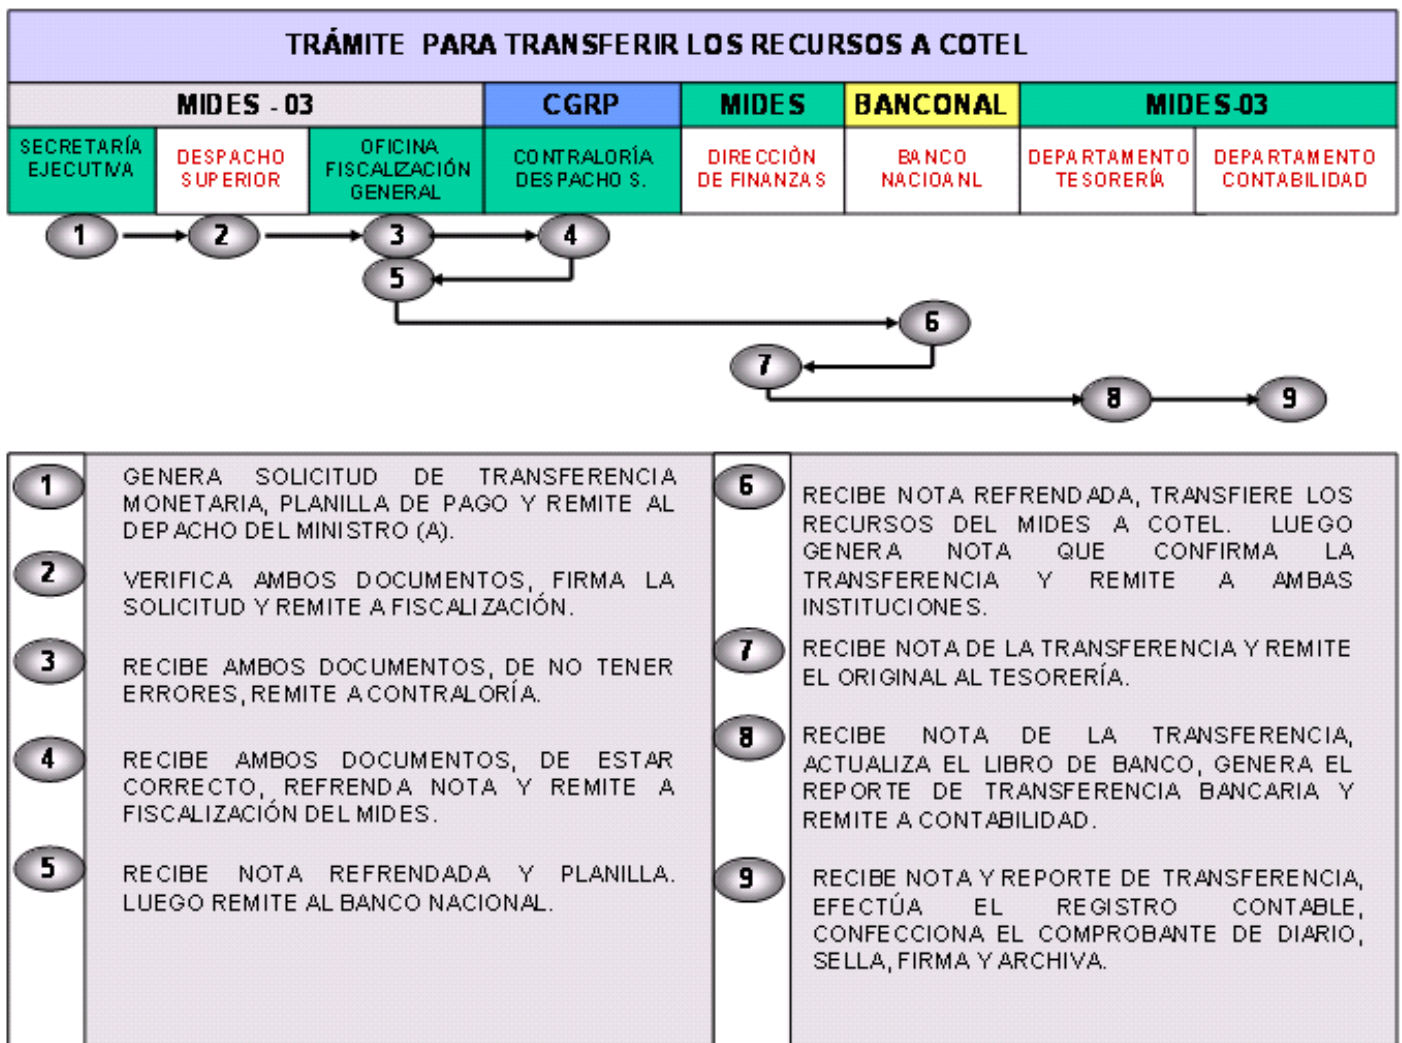 TRÁMITE PARA TRANSFERIR LOS RECURSOS A COTEL
MIDES - 03
CGRP
MIDES
BANCONAL
MIDES-03
SECRETARÍA
EJECUTIVA
DESPACHO
SUPERIOR
OFICINA
FISCALIZACIÓN
GENERAL
CONTRALORÍA
DESPACHO S.
DIRECCIÓN
DE FINANZAS
BANCO
NACIOANL
DEPARTAMENTO
TESORERÍA
DEPARTAMENTO
CONTABILIDAD
1
2
3
4
5
6
7
8
9
1
GENERA SOLICITUD DE TRANSFERENCIA
MONETARIA, PLANILLA DE PAGO Y REMITE AL
DEPACHO DEL MINISTRO (A).
2
VERIFICA AMBOS DOCUMENTOS, FIRMA LA
SOLICITUD Y REMITE A FISCALIZACIÓN.
3
RECIBE AMBOS DOCUMENTOS, DE NO TENER
ERRORES, REMITE A CONTRALORÍA.
4
RECIBE AMBOS DOCUMENTOS, DE ESTAR
CORRECTO, REFRENDA NOTA Y REMITE A
FISCALIZACIÓN DEL MIDES.
5
RECIBE NOTA REFRENDADA Y PLANILLA.
LUEGO REMITE AL BANCO NACIONAL.
6
RECIBE NOTA REFRENDADA, TRANSFIERE LOS
RECURSOS DEL MIDES A COTEL. LUEGO
GENERA NOTA QUE CONFIRMA LA
TRANSFERENCIA Y REMITE A AMBAS
INSTITUCIONES.
7
RECIBE NOTA DE LA TRANSFERENCIA Y REMITE
EL ORIGINAL AL TESORERÍA.
8
RECIBE NOTA DE LA TRANSFERENCIA,
ACTUALIZA EL LIBRO DE BANCO, GENERA EL
REPORTE DE TRANSFERENCIA BANCARIA Y
REMITE A CONTABILIDAD.
9
RECIBE NOTA Y REPORTE DE TRANSFERENCIA,
EFECTÚA EL REGISTRO CONTABLE,
CONFECCIONA EL COMPROBANTE DE DIARIO,
SELLA, FIRMA Y ARCHIVA.